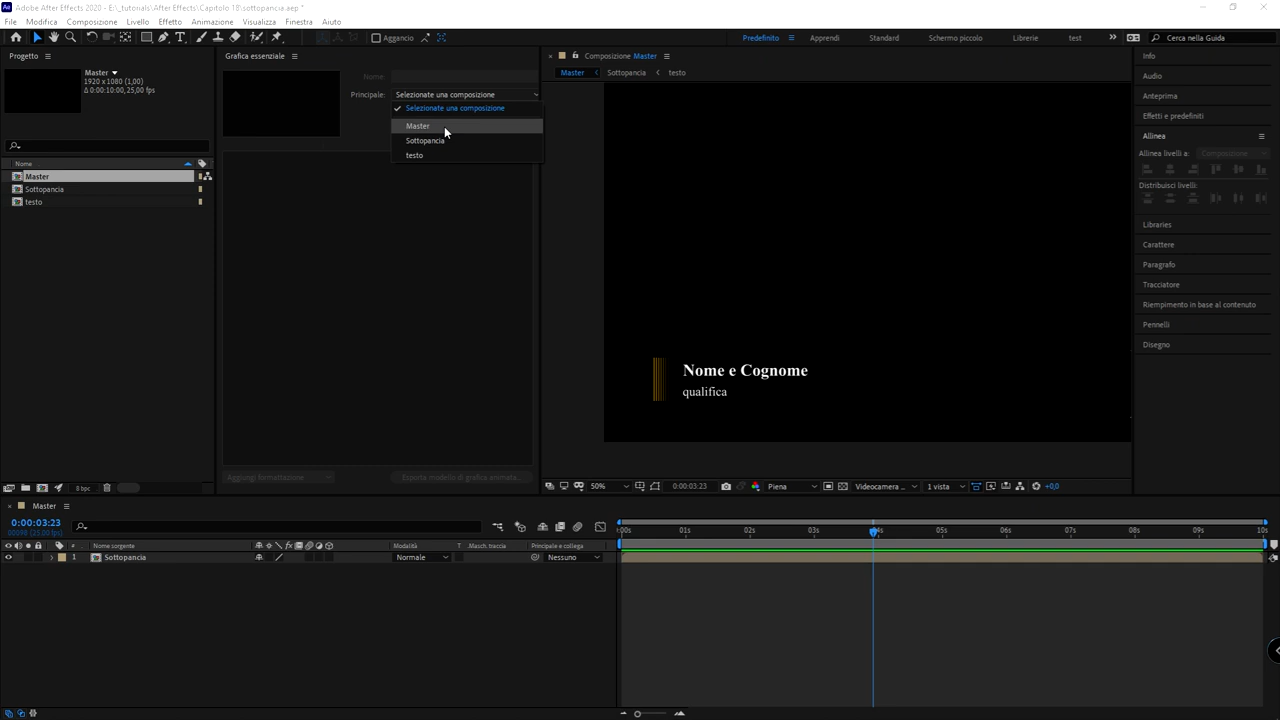 Adobe After Effects 2020 - E:\_tutorials\After Effects\Capitolo 18\sottopancia.aep *
File Modifica Composizione Livello Effetto Animazione Visualizza Finestra Aiuto
Aggancio
Predefinito Apprendi Standard Schermo piccolo Librerie test Cerca nella Guida
Progetto
Master
1920 x 1080 (1,00)
Δ 0:00:10:00, 25,00 fps
Nome
Master
Sottopancia
testo
8 bpc
Grafica essenziale
Nome:
Principale: Selezionate una composizione
Selezionate una composizione
Master
Sottopancia
testo
Aggiungi formattazione
Esporta modello di grafica animata...
Composizione Master
Master Sottopancia testo
Nome e Cognome
qualifica
50% 0:00:03:23 Piena Videocamera ... 1 vista +0,0
Info
Audio
Anteprima
Effetti e predefiniti
Allinea
Allinea livelli a: Composizione
Distribuisci livelli:
Libraries
Carattere
Paragrafo
Tracciatore
Riempimento in base al contenuto
Pennelli
Disegno
Master
0:00:03:23
00098 (25.00 fps)
# Nome sorgente Modalità T .Masch. traccia Principale e collega
1 Sottopancia Normale Nessuno
:00s 01s 02s 03s 04s 05s 06s 07s 08s 09s 10s